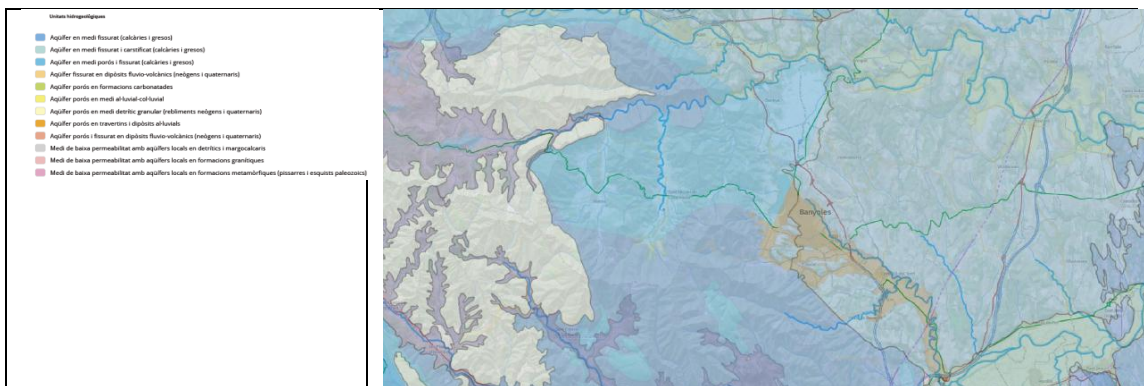 Unitats hidrogeològiques
Aqüífer en medi fissurat (calcàries i gresos)
Aqüífer en medi fissurat i carstificat (calcàries i gresos)
Aqüífer en medi porós i fissurat (calcàries i gresos)
Aqüífer fissurat en dipòsits fluvio-volcànics (neògens i quaternaris)
Aqüífer porós en formacions carbonatades
Aqüífer porós en medi al·luvial-col·luvial
Aqüífer porós en medi detrític granular (rebliments neògens i quaternaris)
Aqüífer porós en travertins i dipòsits al·luvials
Aqüífer porós i fissurat en dipòsits fluvio-volcànics (neògens i quaternaris)
Medi de baixa permeabilitat amb aqüífers locals en detrítics i margocalcaris
Medi de baixa permeabilitat amb aqüífers locals en formacions granítiques
Medi de baixa permeabilitat amb aqüífers locals en formacions metamòrfiques (pissarres i esquists paleozoics)
Banyoles